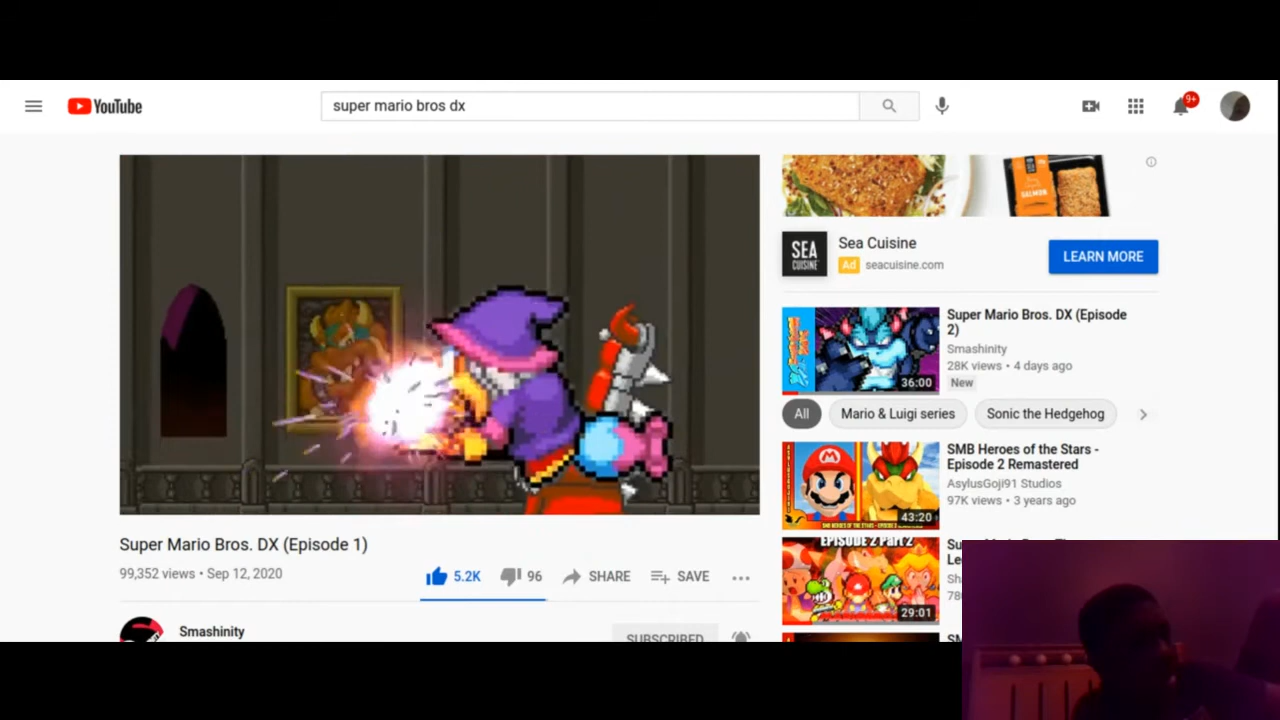 YouTube
super mario bros dx
9+
SALMON
SEA
CUISINE
Sea Cuisine
Ad seacuisine.com
LEARN MORE
Super Mario Bros. DX (Episode
2)
Smashinity
28K views • 4 days ago
New
36:00
All
Mario & Luigi series
Sonic the Hedgehog
SMB Heroes of the Stars -
Episode 2 Remastered
AsylusGoji91 Studios
97K views • 3 years ago
43:20
EPISODE 2 Part 2
29:01
Super Mario Bros. DX (Episode 1)
99,352 views • Sep 12, 2020
5.2K
96
SHARE
SAVE
Smashinity
SUBSCRIBED